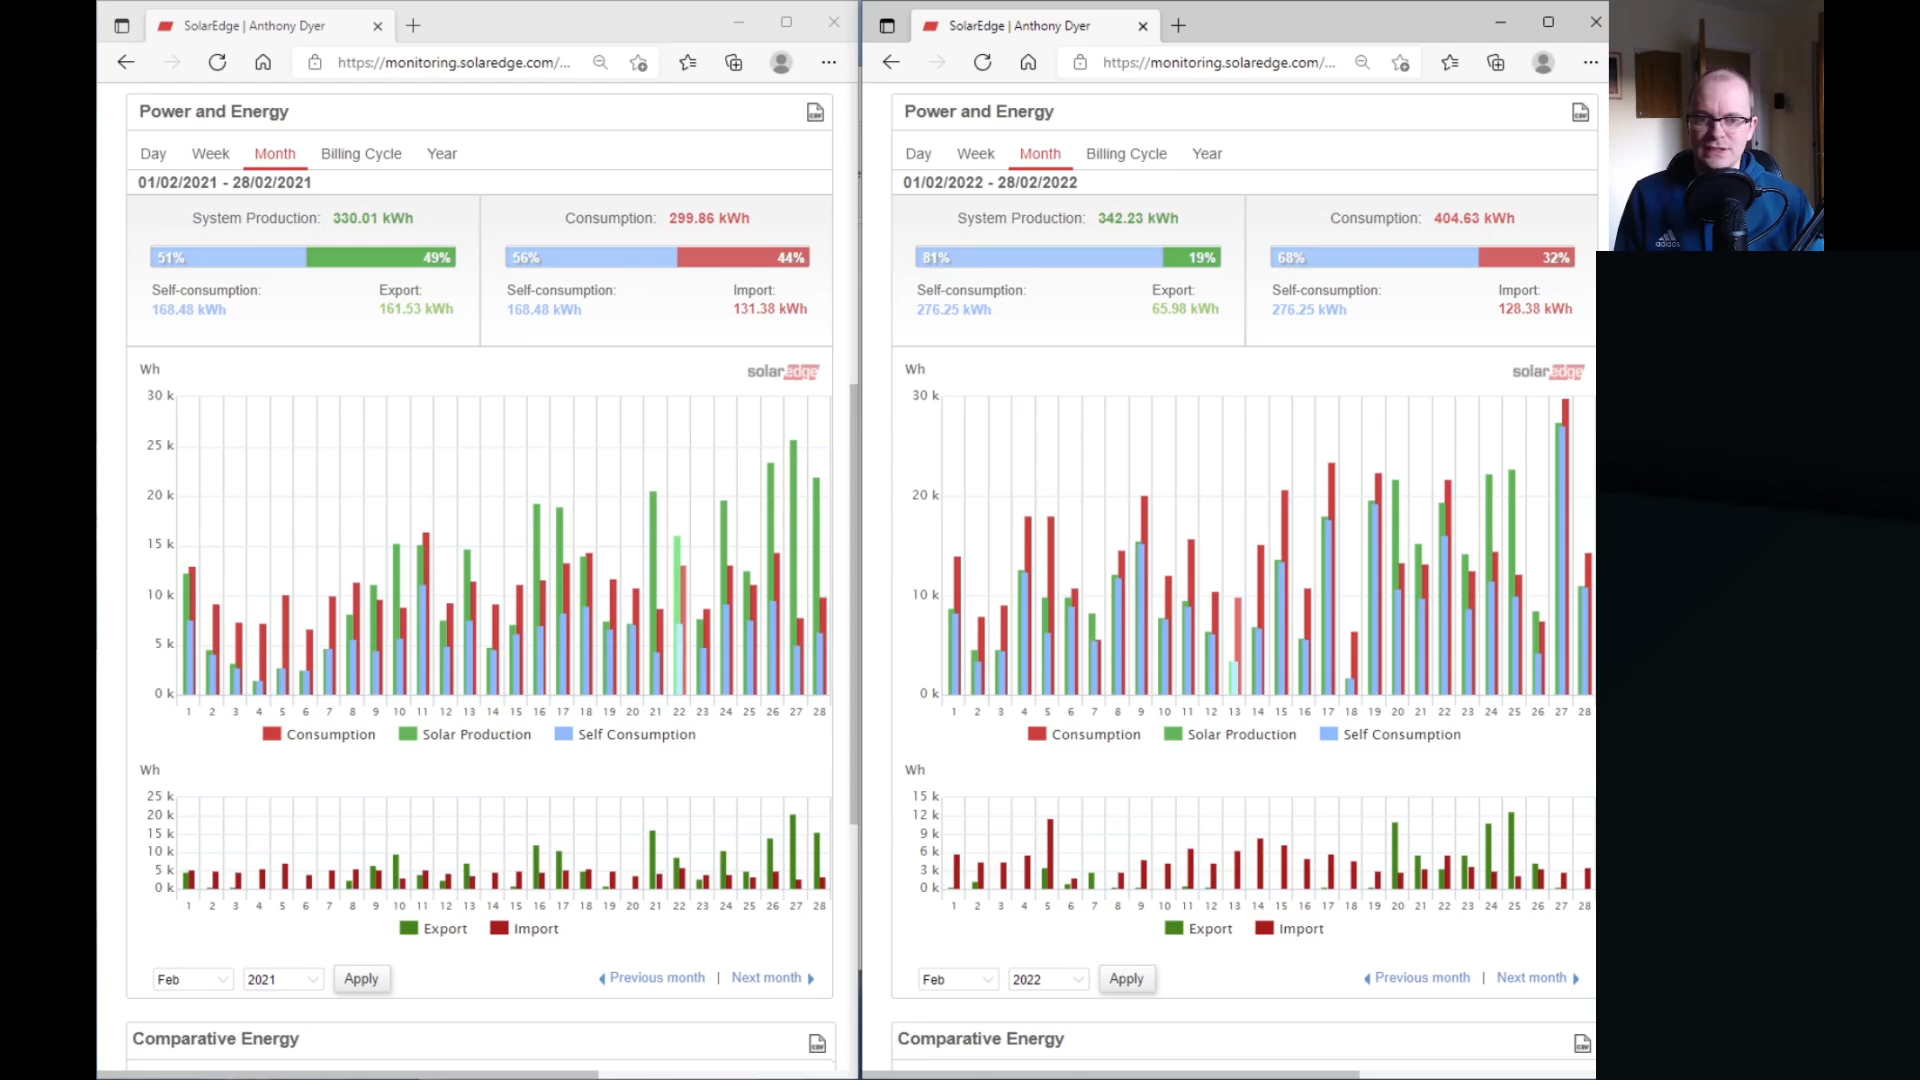 SolarEdge | Anthony Dyer
https://monitoring.solaredge.com/...
Power and Energy
Day Week Month Billing Cycle Year
01/02/2021 - 28/02/2021
System Production: 330.01 kWh
Consumption: 299.86 kWh
51% 49%
56% 44%
Self-consumption: Export:
168.48 kWh 161.53 kWh
Self-consumption: Import:
168.48 kWh 131.38 kWh
Wh
solaredge
30 k
25 k
20 k
15 k
10 k
5 k
0 k
1 2 3 4 5 6 7 8 9 10 11 12 13 14 15 16 17 18 19 20 21 22 23 24 25 26 27 28
Consumption Solar Production Self Consumption
Wh
25 k
20 k
15 k
10 k
5 k
0 k
1 2 3 4 5 6 7 8 9 10 11 12 13 14 15 16 17 18 19 20 21 22 23 24 25 26 27 28
Export Import
Feb 2021 Apply Previous month | Next month
Comparative Energy
SolarEdge | Anthony Dyer
https://monitoring.solaredge.com/...
Power and Energy
Day Week Month Billing Cycle Year
01/02/2022 - 28/02/2022
System Production: 342.23 kWh
Consumption: 404.63 kWh
81% 19%
68% 32%
Self-consumption: Export:
276.25 kWh 65.98 kWh
Self-consumption: Import:
276.25 kWh 128.38 kWh
Wh
solaredge
30 k
20 k
10 k
0 k
1 2 3 4 5 6 7 8 9 10 11 12 13 14 15 16 17 18 19 20 21 22 23 24 25 26 27 28
Consumption Solar Production Self Consumption
Wh
15 k
12 k
9 k
6 k
3 k
0 k
1 2 3 4 5 6 7 8 9 10 11 12 13 14 15 16 17 18 19 20 21 22 23 24 25 26 27 28
Export Import
Feb 2022 Apply Previous month | Next month
Comparative Energy
adidas